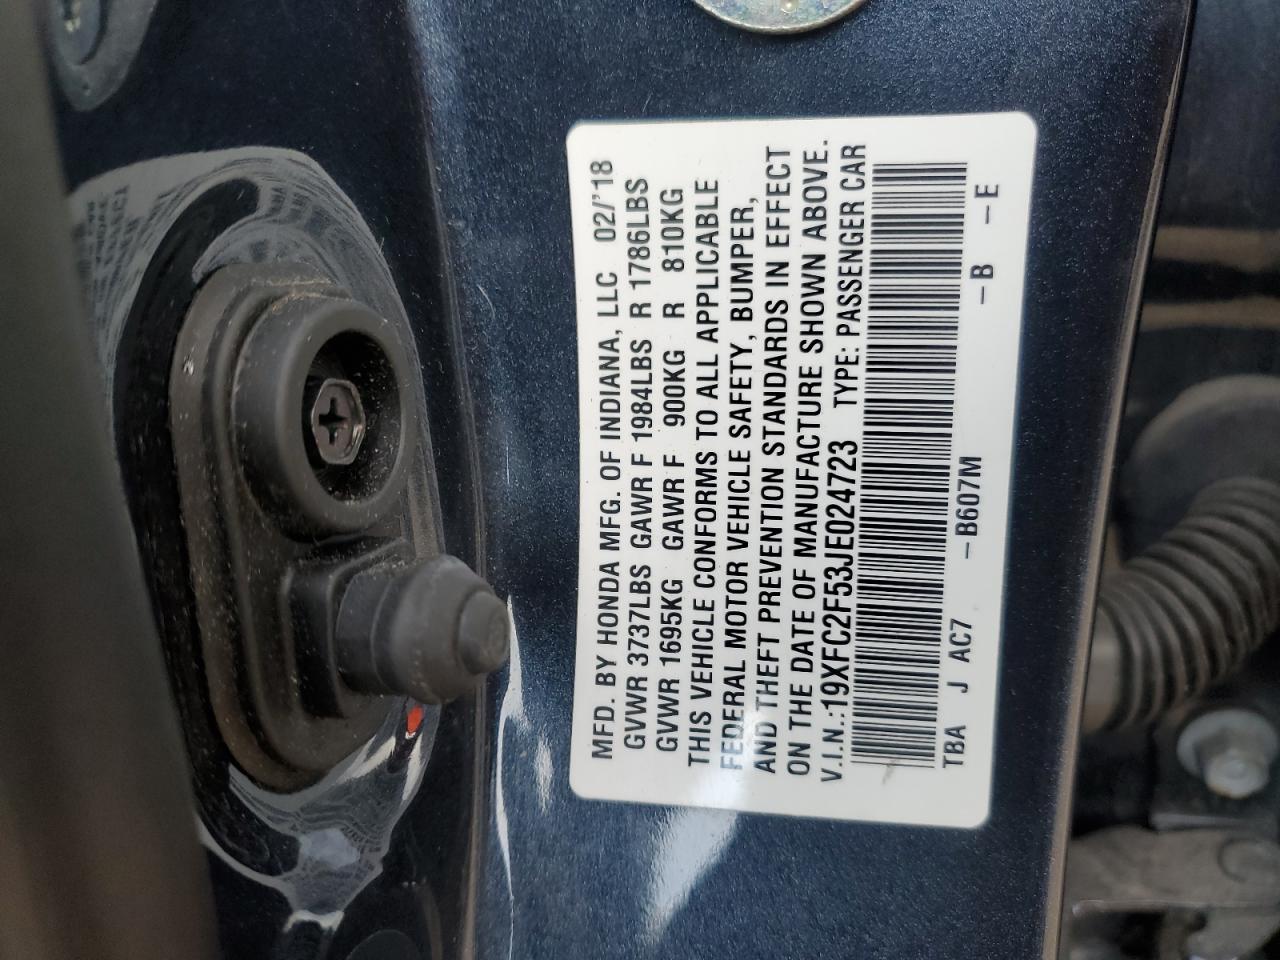 MFD. BY HONDA MFG. OF INDIANA, LLC 02/'18
GVWR 3737LBS GAWR F 1984LBS R 1786LBS
GVWR 1695KG GAWR F 900KG R 810KG
THIS VEHICLE CONFORMS TO ALL APPLICABLE
FEDERAL MOTOR VEHICLE SAFETY, BUMPER,
AND THEFT PREVENTION STANDARDS IN EFFECT
ON THE DATE OF MANUFACTURE SHOWN ABOVE.
V.I.N.:19XFC2F53JE024723 TYPE: PASSENGER CAR
TBA J AC7 –B607M –B –E